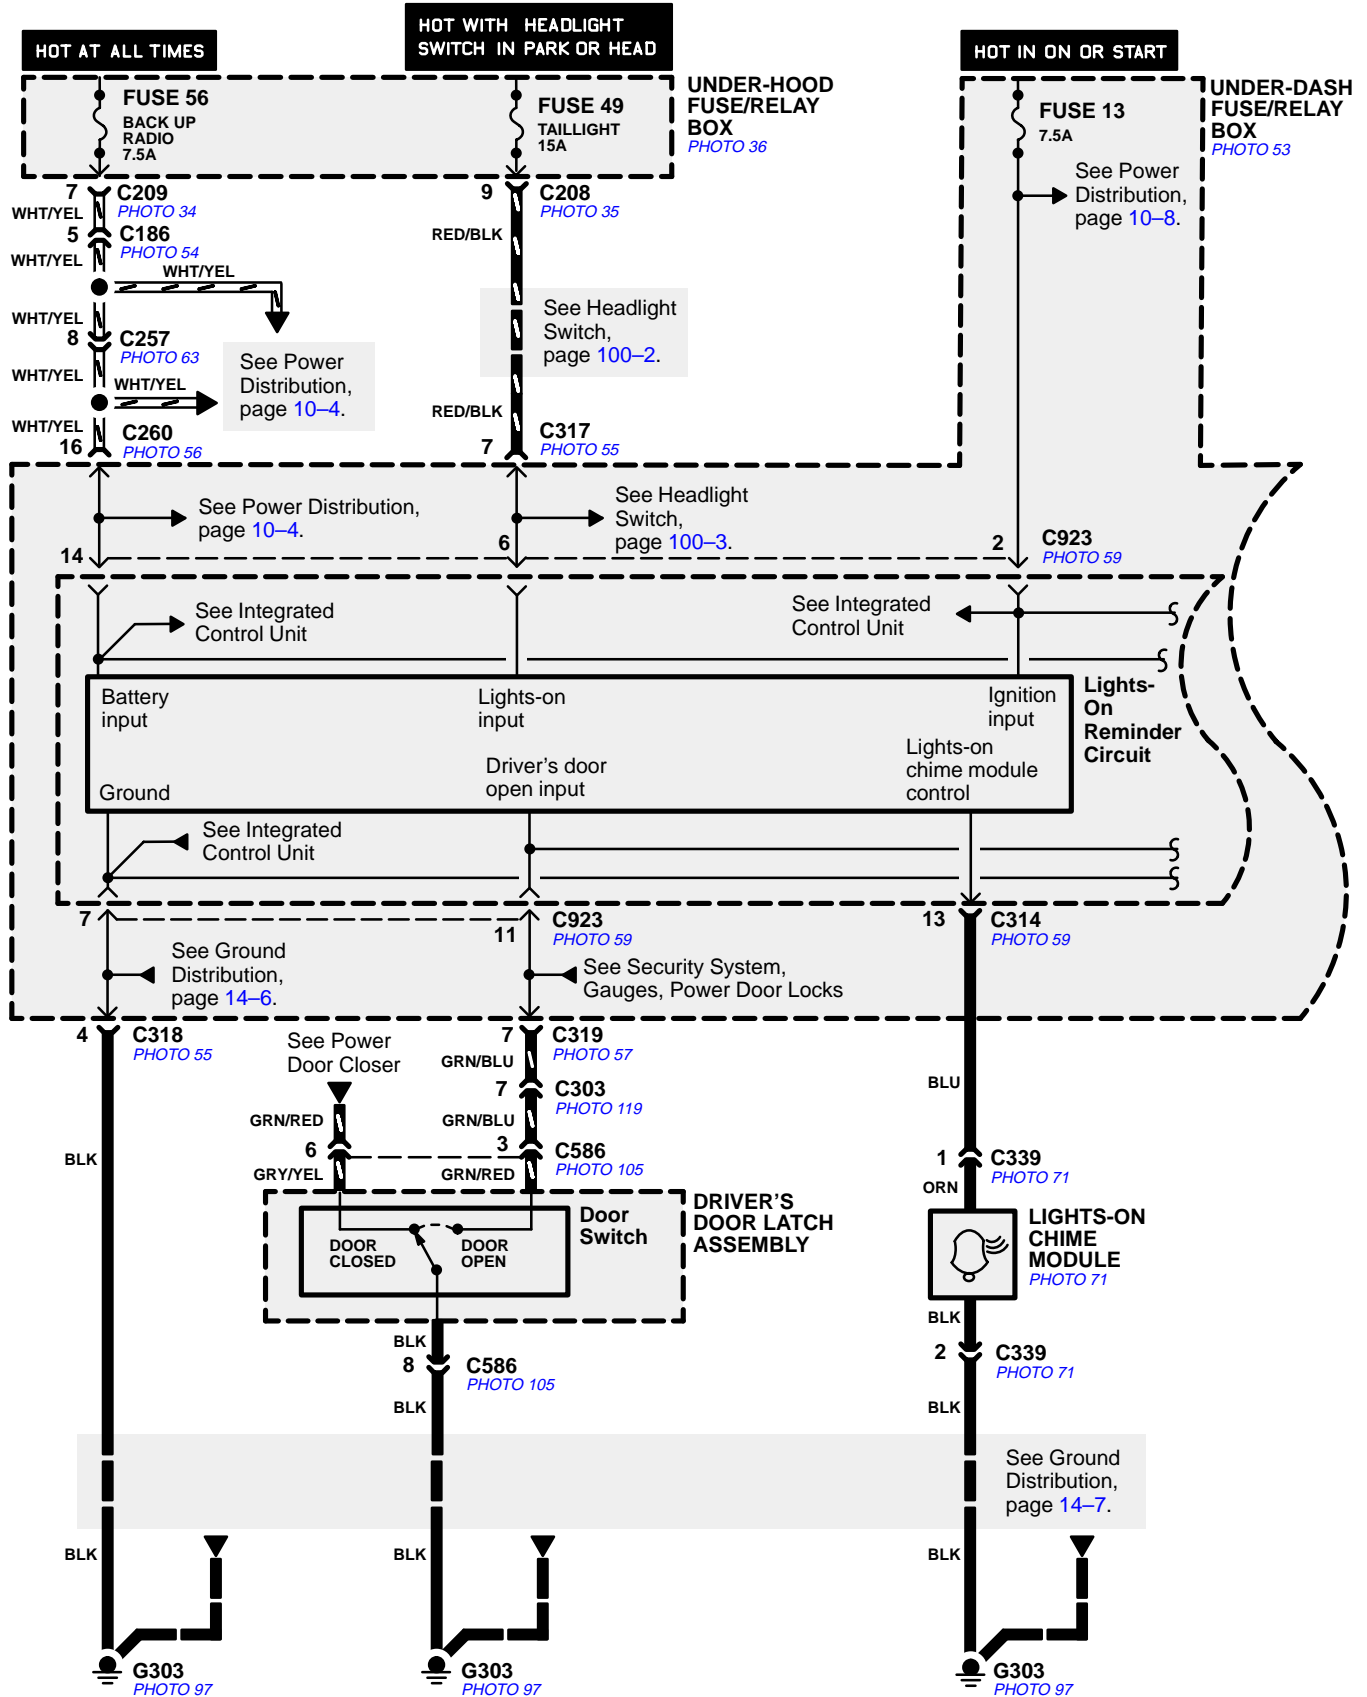 HOT AT ALL TIMES
HOT WITH HEADLIGHT
SWITCH IN PARK OR HEAD
HOT IN ON OR START
FUSE 56
BACK UP
RADIO
7.5A
FUSE 49
TAILLIGHT
15A
UNDER-HOOD
FUSE/RELAY
BOX
PHOTO 36
FUSE 13
7.5A
UNDER-DASH
FUSE/RELAY
BOX
PHOTO 53
See Power
Distribution,
page 10–8.
7
C209
PHOTO 34
WHT/YEL
5
C186
PHOTO 54
WHT/YEL
WHT/YEL
WHT/YEL
8
C257
PHOTO 63
WHT/YEL
WHT/YEL
See Power
Distribution,
page 10–4.
WHT/YEL
16
C260
PHOTO 56
9
C208
PHOTO 35
RED/BLK
See Headlight
Switch,
page 100–2.
RED/BLK
7
C317
PHOTO 55
See Power Distribution,
page 10–4.
See Headlight
Switch,
page 100–3.
14
6
2
C923
PHOTO 59
See Integrated
Control Unit
See Integrated
Control Unit
Battery
input
Lights-on
input
Ignition
input
Lights-
On
Reminder
Circuit
Ground
Driver's door
open input
Lights-on
chime module
control
See Integrated
Control Unit
7
11
C923
PHOTO 59
13
C314
PHOTO 59
See Ground
Distribution,
page 14–6.
See Security System,
Gauges, Power Door Locks
4
C318
PHOTO 55
See Power
Door Closer
7
C319
PHOTO 57
GRN/BLU
7
C303
PHOTO 119
GRN/RED
GRN/BLU
6
3
C586
PHOTO 105
GRY/YEL
GRN/RED
BLK
BLU
1
C339
PHOTO 71
ORN
Door
Switch
DOOR
CLOSED
DOOR
OPEN
DRIVER'S
DOOR LATCH
ASSEMBLY
LIGHTS-ON
CHIME
MODULE
PHOTO 71
BLK
8
C586
PHOTO 105
BLK
BLK
2
C339
PHOTO 71
BLK
See Ground
Distribution,
page 14–7.
BLK
BLK
BLK
G303
PHOTO 97
G303
PHOTO 97
G303
PHOTO 97